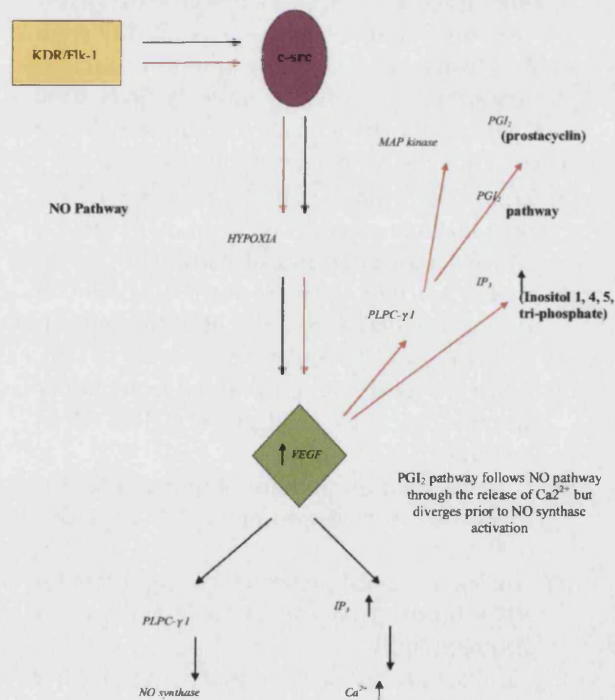 KDR/Flk-1
c-src
MAP kinase
PGI₂
(prostacyclin)
PGI₂
pathway
NO Pathway
HYPOXIA
IP₃
(Inositol 1, 4, 5,
tri-phosphate)
PLPC-γ1
VEGF
PGI₂ pathway follows NO pathway
through the release of Ca2²⁺ but
diverges prior to NO synthase
activation
PLPC-γ1
IP₃
NO synthase
Ca²⁺